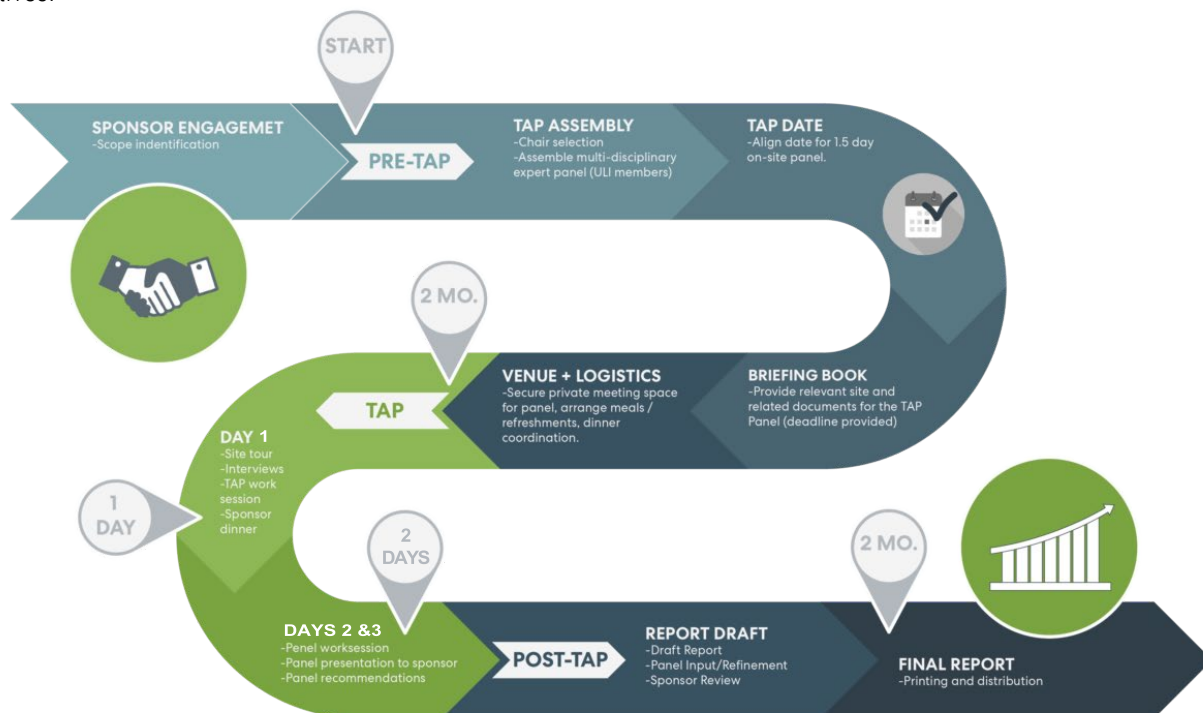 START
SPONSOR ENGAGEMET
-Scope indentification
PRE-TAP
TAP ASSEMBLY
-Chair selection
-Assemble multi-disciplinary
expert panel (ULI members)
TAP DATE
-Align date for 1.5 day
on-site panel.
2 MO.
BRIEFING BOOK
-Provide relevant site and
related documents for the TAP
Panel (deadline provided)
VENUE + LOGISTICS
-Secure private meeting space
for panel, arrange meals /
refreshments, dinner
coordination.
TAP
DAY 1
-Site tour
-Interviews
-TAP work
session
-Sponsor
dinner
1
DAY
2
DAYS
DAYS 2 &3
-Penel worksession
-Panel presentation to sponsor
-Panel recommendations
POST-TAP
REPORT DRAFT
-Draft Report
-Panel Input/Refinement
-Sponsor Review
2 MO.
FINAL REPORT
-Printing and distribution